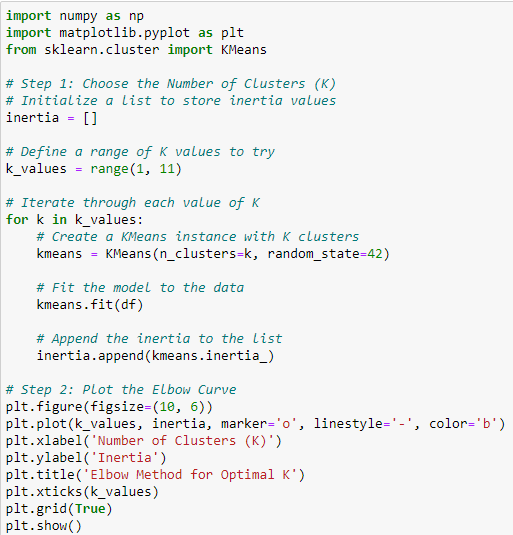 import numpy as np
import matplotlib.pyplot as plt
from sklearn.cluster import KMeans

# Step 1: Choose the Number of Clusters (K)
# Initialize a list to store inertia values
inertia = []

# Define a range of K values to try
k_values = range(1, 11)

# Iterate through each value of K
for k in k_values:
    # Create a KMeans instance with K clusters
    kmeans = KMeans(n_clusters=k, random_state=42)

    # Fit the model to the data
    kmeans.fit(df)

    # Append the inertia to the list
    inertia.append(kmeans.inertia_)

# Step 2: Plot the Elbow Curve
plt.figure(figsize=(10, 6))
plt.plot(k_values, inertia, marker='o', linestyle='-', color='b')
plt.xlabel('Number of Clusters (K)')
plt.ylabel('Inertia')
plt.title('Elbow Method for Optimal K')
plt.xticks(k_values)
plt.grid(True)
plt.show()